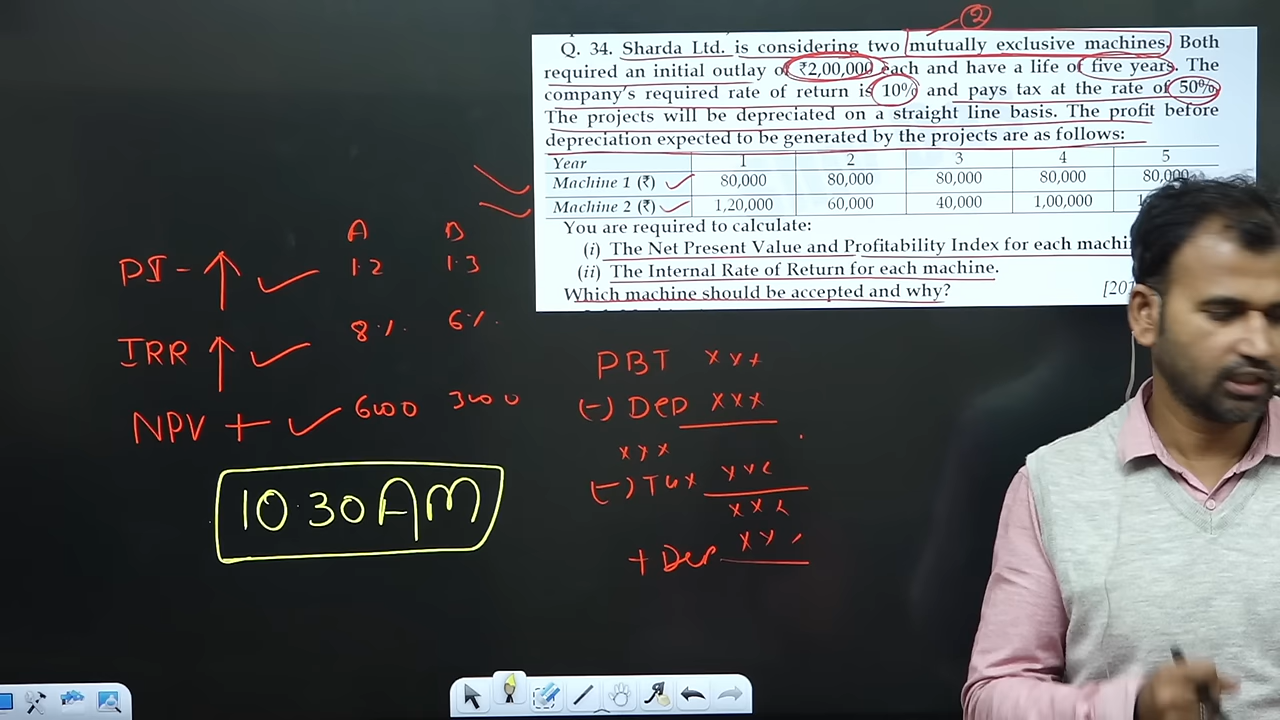 ②
Q. 34. Sharda Ltd. is considering two mutually exclusive machines. Both
required an initial outlay of ₹2,00,000 each and have a life of five years. The
company's required rate of return is 10% and pays tax at the rate of 50%.
The projects will be depreciated on a straight line basis. The profit before
depreciation expected to be generated by the projects are as follows:
Year 1 2 3 4 5
Machine 1 (₹) 80,000 80,000 80,000 80,000 80,000
Machine 2 (₹) 1,20,000 60,000 40,000 1,00,000
You are required to calculate:
(i) The Net Present Value and Profitability Index for each
(ii) The Internal Rate of Return for each machine.
Which machine should be accepted and why?
A B
PI - ↑ ✓ 1.2 1.3
IRR ↑ ✓ 8% 6%
NPV + ✓ 6000 3000
10.30 AM
PBT xxx
(-) Dep xxx
xxx
(-) Tax xxx
xxx
+ Dep xxx